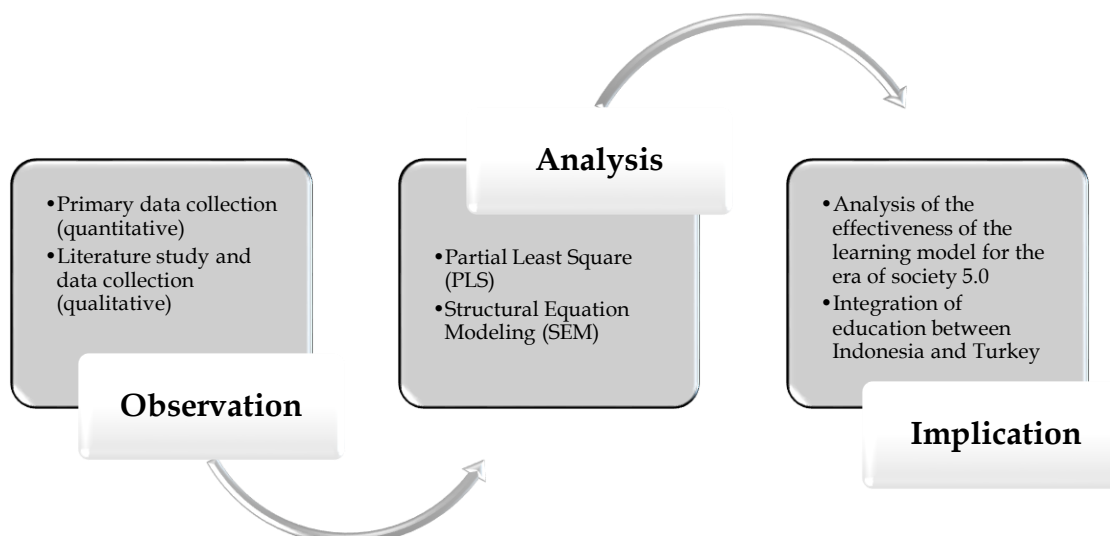 •Primary data collection
(quantitative)
•Literature study and
data collection
(qualitative)
Observation
Analysis
•Partial Least Square
(PLS)
•Structural Equation
Modeling (SEM)
•Analysis of the
effectiveness of the
learning model for the
era of society 5.0
•Integration of
education between
Indonesia and Turkey
Implication